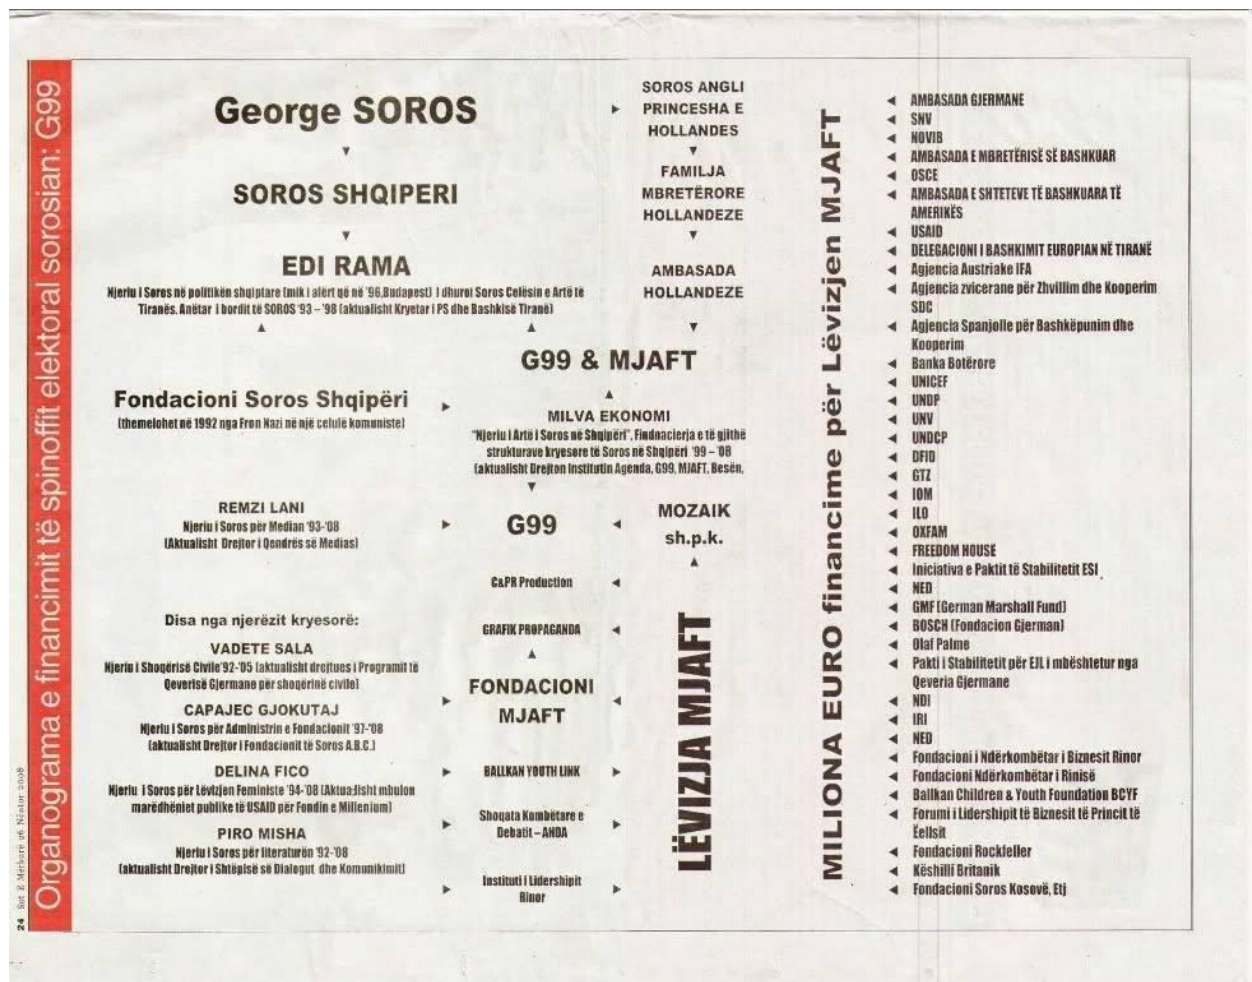 Organograma e financimit të spinoffit elektoral sorosian: G99
24 Sot E Mërkurë 26 Nëntor 2008
George SOROS
SOROS SHQIPERI
EDI RAMA
Njeriu i Soros në politikën shqiptare (mik i afërt që në '96,Budapest) I dhuroi Soros Celësin e Artë të
Tiranës. Anëtar i bordit të SOROS '93 – '98 (aktualisht Kryetar i PS dhe Bashkisë Tiranë)
SOROS ANGLI
PRINCESHA E
HOLLANDES
FAMILJA
MBRETËRORE
HOLLANDEZE
AMBASADA
HOLLANDEZE
G99 & MJAFT
Fondacioni Soros Shqipëri
(themelohet në 1992 nga Fron Nazi në një celulë komuniste)
MILVA EKONOMI
"Njeriu i Artë i Soros në Shqipëri", Findnacierja e të gjithë
strukturave kryesore të Soros në Shqipëri '99 – '08
(aktualisht Drejton Institutin Agenda, G99, MJAFT, Besën,
REMZI LANI
Njeriu i Soros për Median '93-'08
(Aktualisht Drejtor i Qendrës së Medias)
G99
MOZAIK
sh.p.k.
C&PR Production
GRAFIK PROPAGANDA
FONDACIONI
MJAFT
BALLKAN YOUTH LINK
Shoqata Kombëtare e
Debatit – ANDA
Instituti i Lidershipit
Rinor
Disa nga njerëzit kryesorë:
VADETE SALA
Njeriu i Shoqërisë Civile'92-'05 (aktualisht drejtues i Programit të
Qeverisë Gjermane për shoqërinë civile)
CAPAJEC GJOKUTAJ
Njeriu i Soros për Administrin e Fondacionit '97-'08
(aktualisht Drejtor i Fondacionit të Soros A.B.C.)
DELINA FICO
Njeriu I Soros për Lëvizjen Feministe '94-'08 (Aktualisht mbulon
marëdhëniet publike të USAID për Fondin e Millenium)
PIRO MISHA
Njeriu i Soros për literaturën '92-'08
(aktualisht Drejtor i Shtëpisë së Dialogut dhe Komunikimit)
LËVIZJA MJAFT
MILIONA EURO financime për Lëvizjen MJAFT
AMBASADA GJERMANE
SNV
NOVIB
AMBASADA E MBRETËRISË SË BASHKUAR
OSCE
AMBASADA E SHTETEVE TË BASHKUARA TË
AMERIKËS
USAID
DELEGACIONI I BASHKIMIT EUROPIAN NË TIRANË
Agjencia Austriake IFA
Agjencia zvicerane për Zhvillim dhe Kooperim
SDC
Agjencia Spanjolle për Bashkëpunim dhe
Kooperim
Banka Botërore
UNICEF
UNDP
UNV
UNDCP
DFID
GTZ
IOM
ILO
OXFAM
FREEDOM HOUSE
Iniciativa e Paktit të Stabilitetit ESI
NED
GMF (German Marshall Fund)
BOSCH (Fondacion Gjerman)
Olaf Palme
Pakti i Stabilitetit për EJL i mbështetur nga
Qeveria Gjermane
NDI
IRI
NED
Fondacioni i Ndërkombëtar i Biznesit Rinor
Fondacioni Ndërkombëtar i Rinisë
Ballkan Children & Youth Foundation BCYF
Forumi i Lidershipit të Biznesit të Princit të
Eellsit
Fondacioni Rockfeller
Këshilli Britanik
Fondacioni Soros Kosovë, Etj